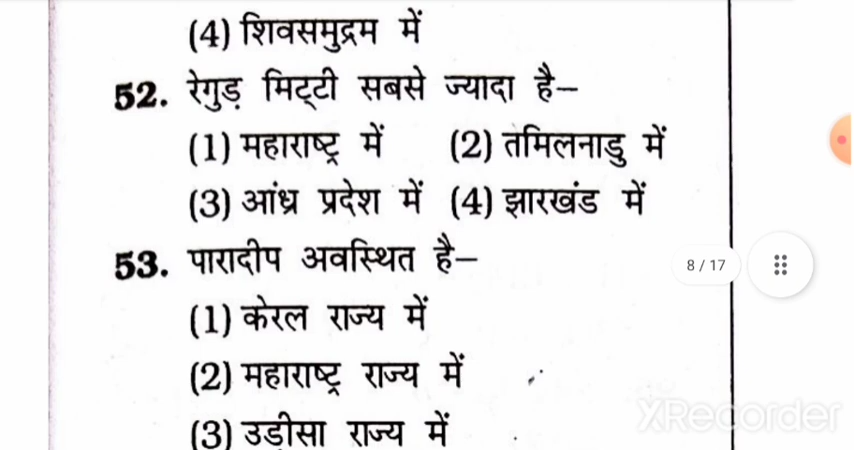 (4) शिवसमुद्रम में
52. रेगुड़ मिट्टी सबसे ज्यादा है–
(1) महाराष्ट्र में (2) तमिलनाडु में
(3) आंध्र प्रदेश में (4) झारखंड में
53. पारादीप अवस्थित है–
8 / 17
(1) केरल राज्य में
(2) महाराष्ट्र राज्य में
XRecorder
(3) उड़ीसा राज्य में